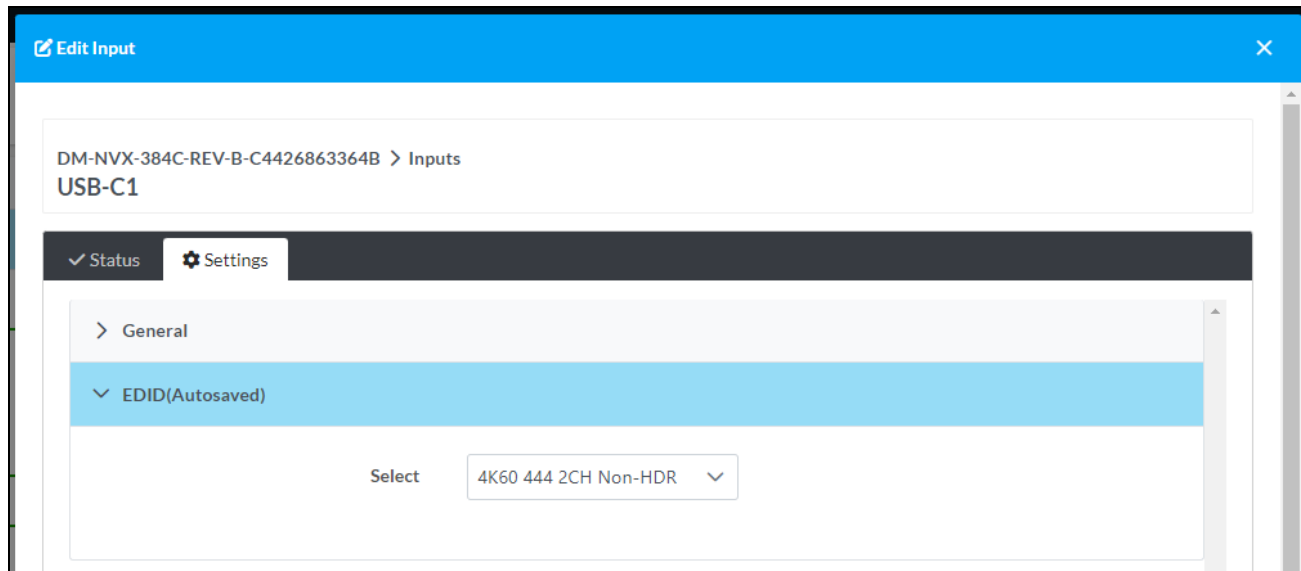 Edit Input
DM-NVX-384C-REV-B-C4426863364B > Inputs
USB-C1
Status Settings
General
EDID(Autosaved)
Select 4K60 444 2CH Non-HDR